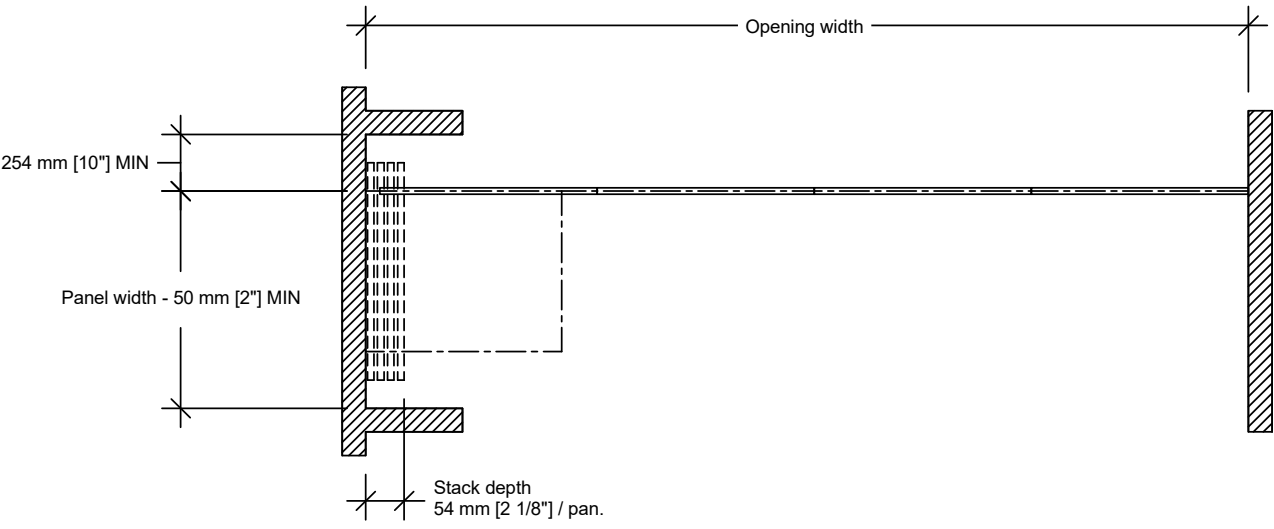 Opening width
254 mm [10"] MIN
Panel width - 50 mm [2"] MIN
Stack depth
54 mm [2 1/8"] / pan.